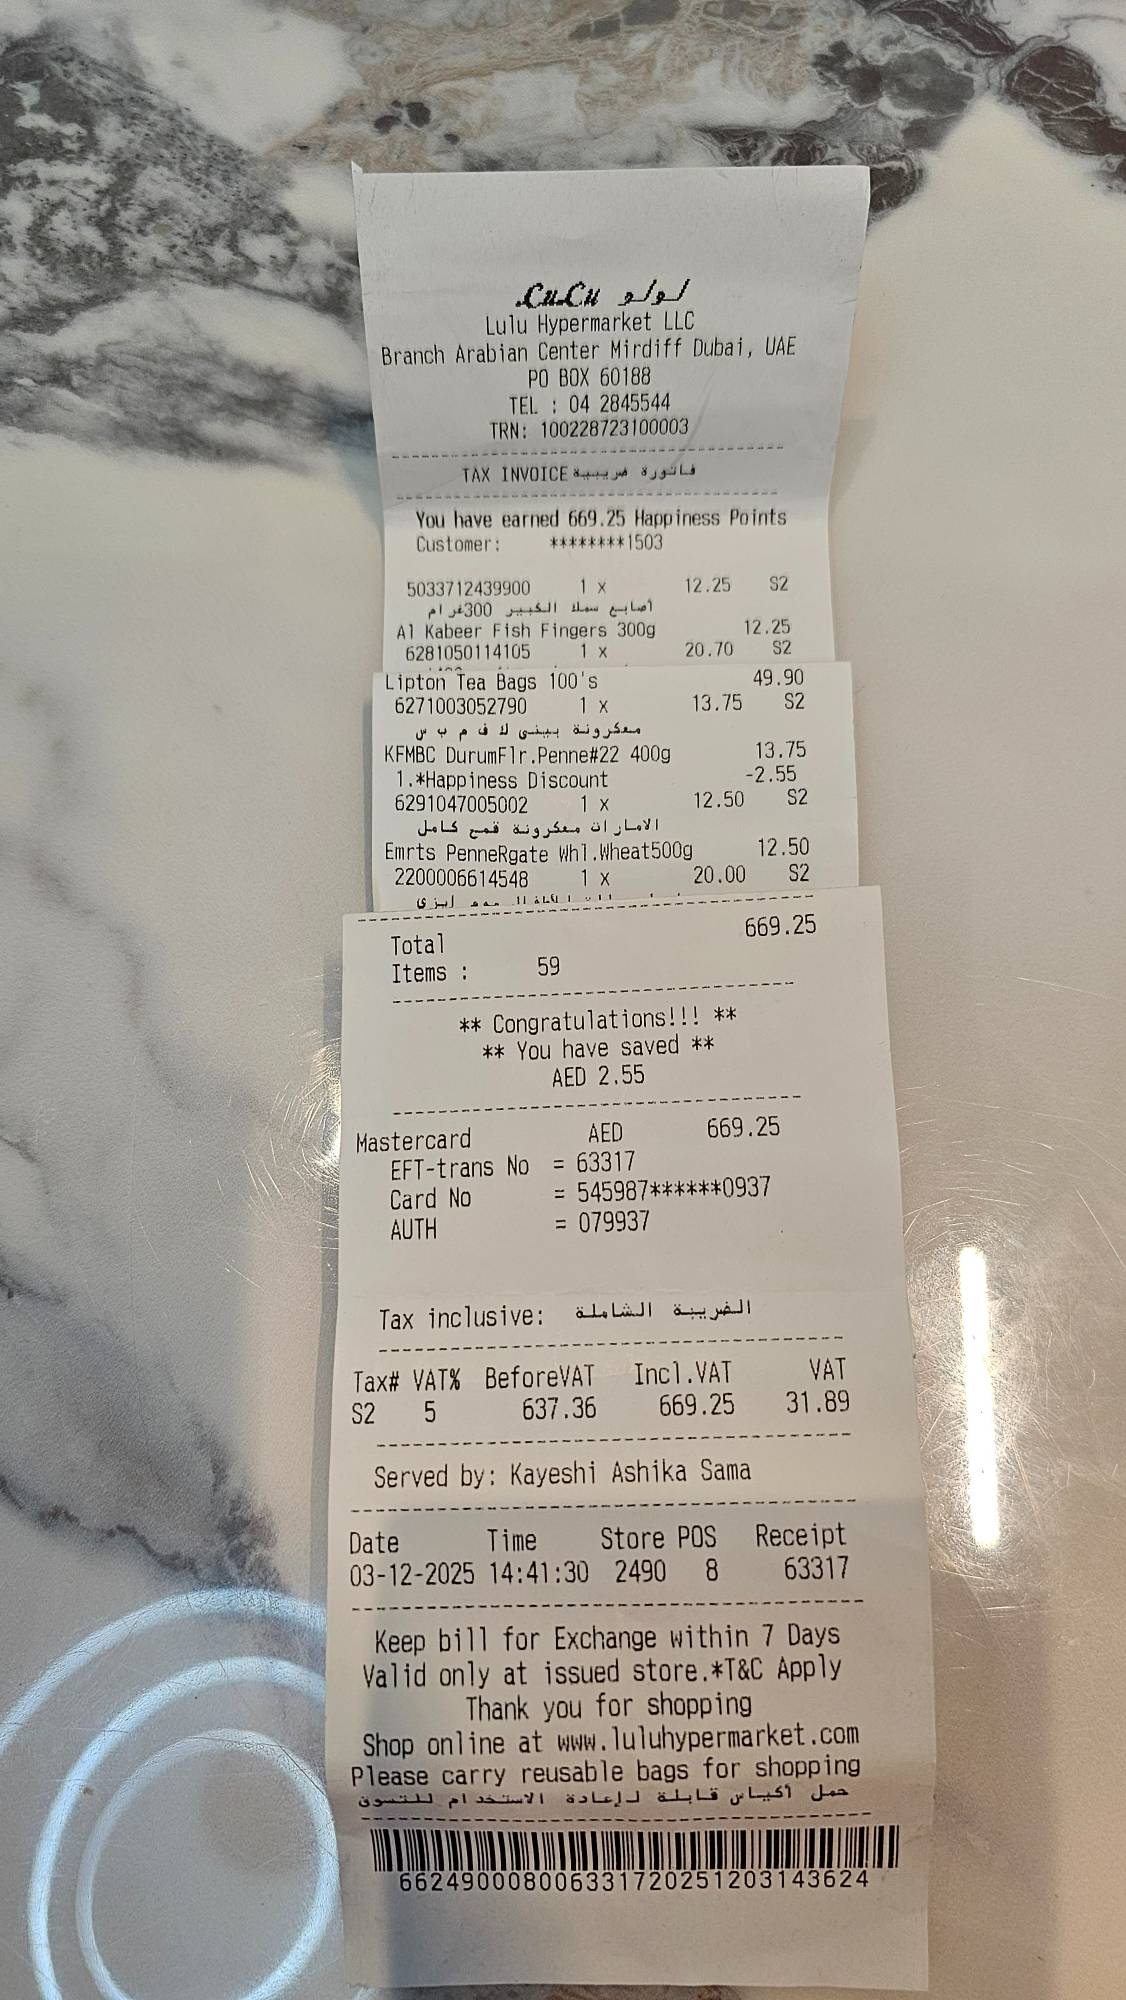 LuLu لولو
Lulu Hypermarket LLC
Branch Arabian Center Mirdiff Dubai, UAE
PO BOX 60188
TEL : 04 2845544
TRN: 100228723100003
TAX INVOICE فاتورة ضريبية
You have earned 669.25 Happiness Points
Customer: ********1503
5033712439900 1 x 12.25 S2
أصابع سمك الكبير 300غرام
Al Kabeer Fish Fingers 300g 12.25
6281050114105 1 x 20.70 S2
Lipton Tea Bags 100's 49.90
6271003052790 1 x 13.75 S2
معكرونة بيني ك ف م ب س
KFMBC DurumFlr.Penne#22 400g 13.75
1.*Happiness Discount -2.55
6291047005002 1 x 12.50 S2
الامارات معكرونة قمح كامل
Emrts PenneRgate Whl.Wheat500g 12.50
2200006614548 1 x 20.00 S2
Total 669.25
Items : 59
** Congratulations!!! **
** You have saved **
AED 2.55
Mastercard AED 669.25
EFT-trans No = 63317
Card No = 545987******0937
AUTH = 079937
Tax inclusive: الضريبة الشاملة
Tax# VAT% BeforeVAT Incl.VAT VAT
S2 5 637.36 669.25 31.89
Served by: Kayeshi Ashika Sama
Date Time Store POS Receipt
03-12-2025 14:41:30 2490 8 63317
Keep bill for Exchange within 7 Days
Valid only at issued store.*T&C Apply
Thank you for shopping
Shop online at www.luluhypermarket.com
Please carry reusable bags for shopping
حمل أكياس قابلة لإعادة الاستخدام للتسوق
662490008006331720251203143624